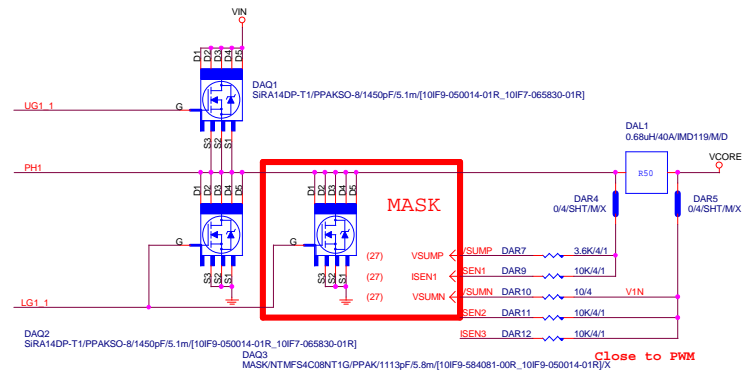 VIN
D1 D2 D3 D4 D5
DAQ1
SiRA14DP-T1/PPAKSO-8/1450pF/5.1m/[10IF9-050014-01R_10IF7-065830-01R]
UG1_1
G
S3 S2 S1
DAL1
0.68uH/40A/IMD119/M/D
VCORE
PH1
R50
D1 D2 D3 D4 D5
D1 D2 D3 D4 D5
MASK
DAR4
0/4/SHT/M/X
DAR5
0/4/SHT/M/X
G
G
(27) VSUMP VSUMP DAR7 3.6K/4/1
(27) ISEN1 ISEN1 DAR9 10K/4/1
S3 S2 S1
S3 S2 S1
(27) VSUMN VSUMN DAR10 10/4 V1N
LG1_1
ISEN2 DAR11 10K/4/1
ISEN3 DAR12 10K/4/1
DAQ2
SiRA14DP-T1/PPAKSO-8/1450pF/5.1m/[10IF9-050014-01R_10IF7-065830-01R]
DAQ3
MASK/NTMFS4C08NT1G/PPAK/1113pF/5.8m/[10IF9-584081-00R_10IF9-050014-01R]/X
Close to PWM